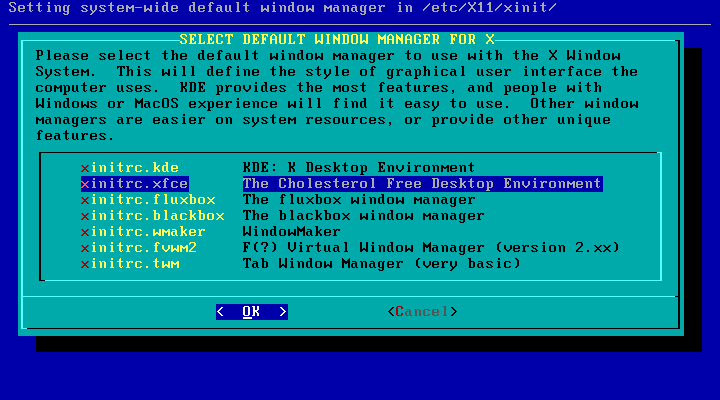 Setting system-wide default window manager in /etc/X11/xinit/
SELECT DEFAULT WINDOW MANAGER FOR X
Please select the default window manager to use with the X Window
System.  This will define the style of graphical user interface the
computer uses.  KDE provides the most features, and people with
Windows or MacOS experience will find it easy to use.  Other window
managers are easier on system resources, or provide other unique
features.
xinitrc.kde KDE: K Desktop Environment
xinitrc.xfce The Cholesterol Free Desktop Environment
xinitrc.fluxbox The fluxbox window manager
xinitrc.blackbox The blackbox window manager
xinitrc.wmaker WindowMaker
xinitrc.fvwm2 F(?) Virtual Window Manager (version 2.xx)
xinitrc.twm Tab Window Manager (very basic)
<  OK  > <Cancel>